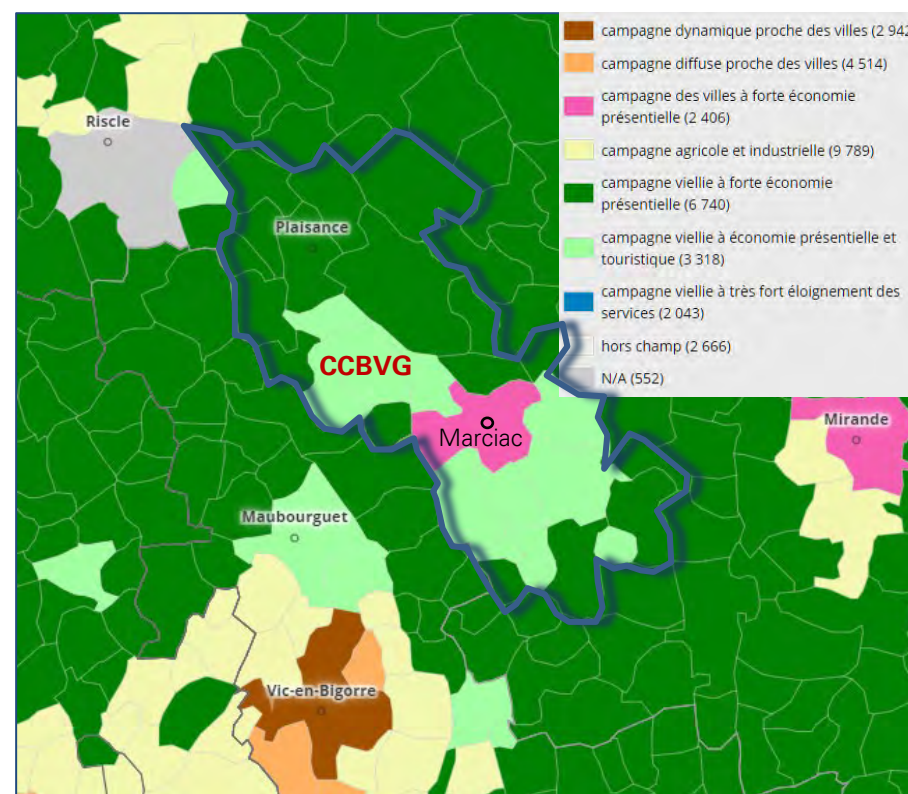 campagne dynamique proche des villes (2 942
campagne diffuse proche des villes (4 514)
campagne des villes à forte économie
présentielle (2 406)
campagne agricole et industrielle (9 789)
campagne viellie à forte économie
présentielle (6 740)
campagne viellie à économie présentielle et
touristique (3 318)
campagne viellie à très fort éloignement des
services (2 043)
hors champ (2 666)
N/A (552)
Riscle
Plaisance
CCBVG
Marciac
Mirande
Maubourguet
Vic-en-Bigorre